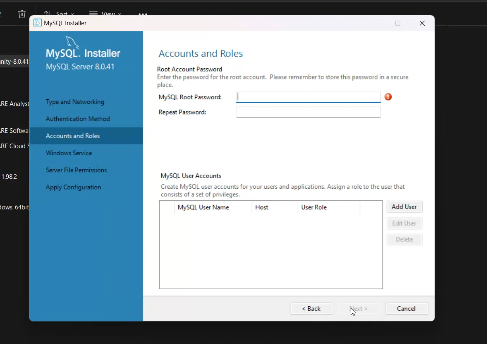 Sort
View
MySQL Installer
MySQL. Installer
MySQL Server 8.0.41
Type and Networking
Authentication Method
Accounts and Roles
Windows Service
Server File Permissions
Apply Configuration
Accounts and Roles
Root Account Password
Enter the password for the root account. Please remember to store this password in a secure
place.
MySQL Root Password:
Repeat Password:
MySQL User Accounts
Create MySQL user accounts for your users and applications. Assign a role to the user that
consists of a set of privileges.
MySQL User Name Host User Role
Add User
Edit User
Delete
< Back Next > Cancel
nity-8.0.41
RE Analyst
RE Softwa
RE Cloud
1.98.2
dows 64bit